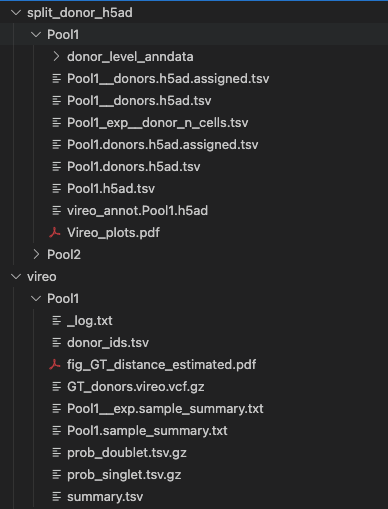 split_donor_h5ad
Pool1
donor_level_anndata
Pool1__donors.h5ad.assigned.tsv
Pool1__donors.h5ad.tsv
Pool1_exp__donor_n_cells.tsv
Pool1.donors.h5ad.assigned.tsv
Pool1.donors.h5ad.tsv
Pool1.h5ad.tsv
vireo_annot.Pool1.h5ad
Vireo_plots.pdf
Pool2
vireo
Pool1
_log.txt
donor_ids.tsv
fig_GT_distance_estimated.pdf
GT_donors.vireo.vcf.gz
Pool1__exp.sample_summary.txt
Pool1.sample_summary.txt
prob_doublet.tsv.gz
prob_singlet.tsv.gz
summary.tsv